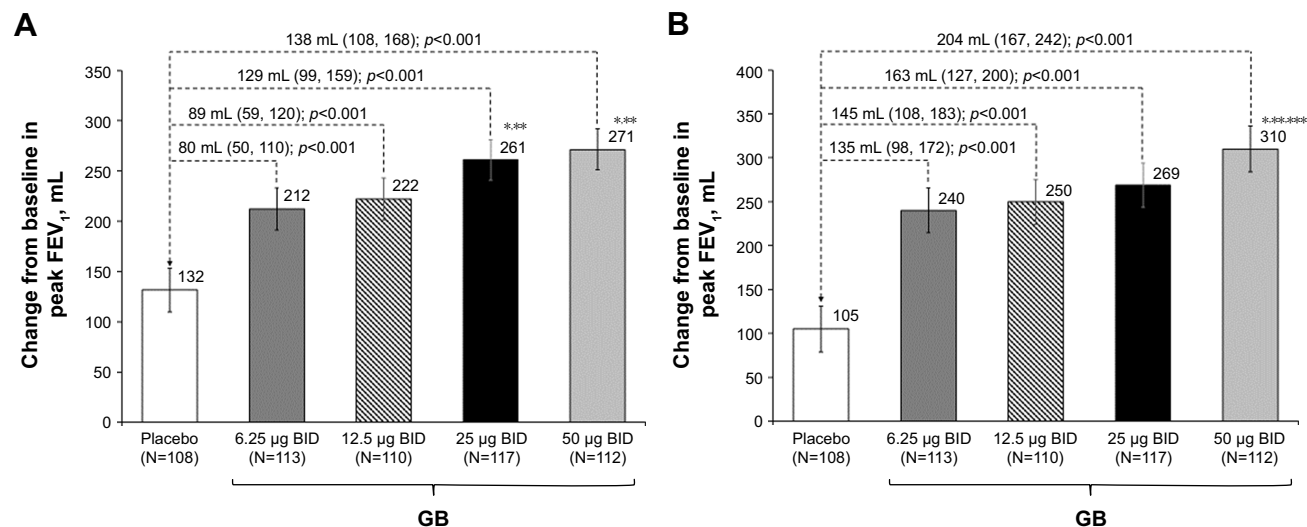 A
138 mL (108, 168); p<0.001
129 mL (99, 159); p<0.001
89 mL (59, 120); p<0.001
80 mL (50, 110); p<0.001
Change from baseline in
peak FEV₁, mL
350
300
250
200
150
100
50
0
132
212
222
*,**
261
*,**
271
Placebo
(N=108)
6.25 µg BID
(N=113)
12.5 µg BID
(N=110)
25 µg BID
(N=117)
50 µg BID
(N=112)
GB
B
204 mL (167, 242); p<0.001
163 mL (127, 200); p<0.001
145 mL (108, 183); p<0.001
135 mL (98, 172); p<0.001
Change from baseline in
peak FEV₁, mL
400
350
300
250
200
150
100
50
0
105
240
250
269
*,**,***
310
Placebo
(N=108)
6.25 µg BID
(N=113)
12.5 µg BID
(N=110)
25 µg BID
(N=117)
50 µg BID
(N=112)
GB